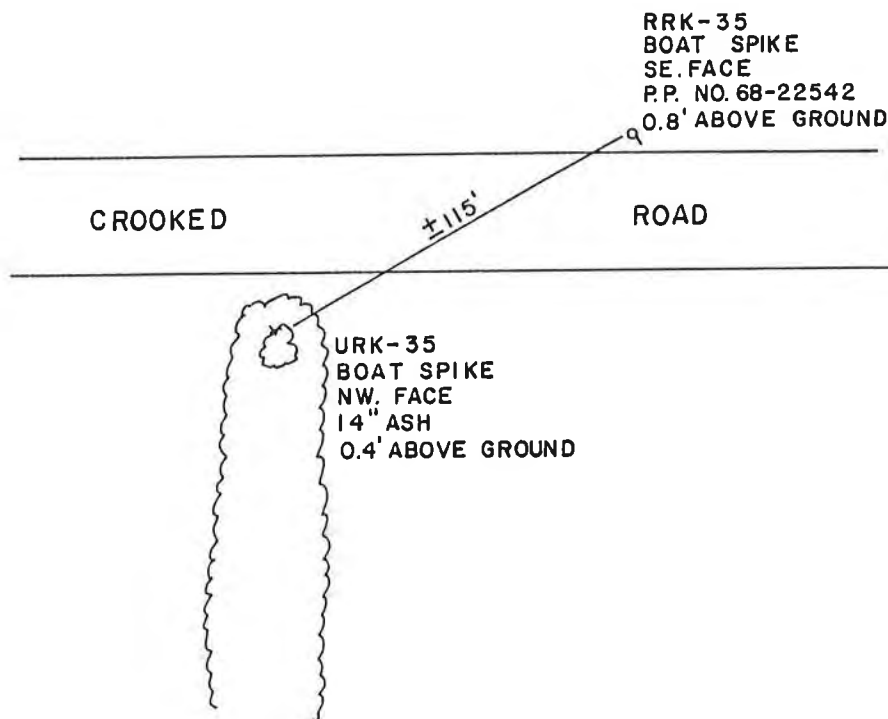 RRK-35
BOAT SPIKE
SE. FACE
P.P. NO. 68-22542
0.8' ABOVE GROUND
CROOKED ROAD
±115'
URK-35
BOAT SPIKE
NW. FACE
14" ASH
0.4' ABOVE GROUND